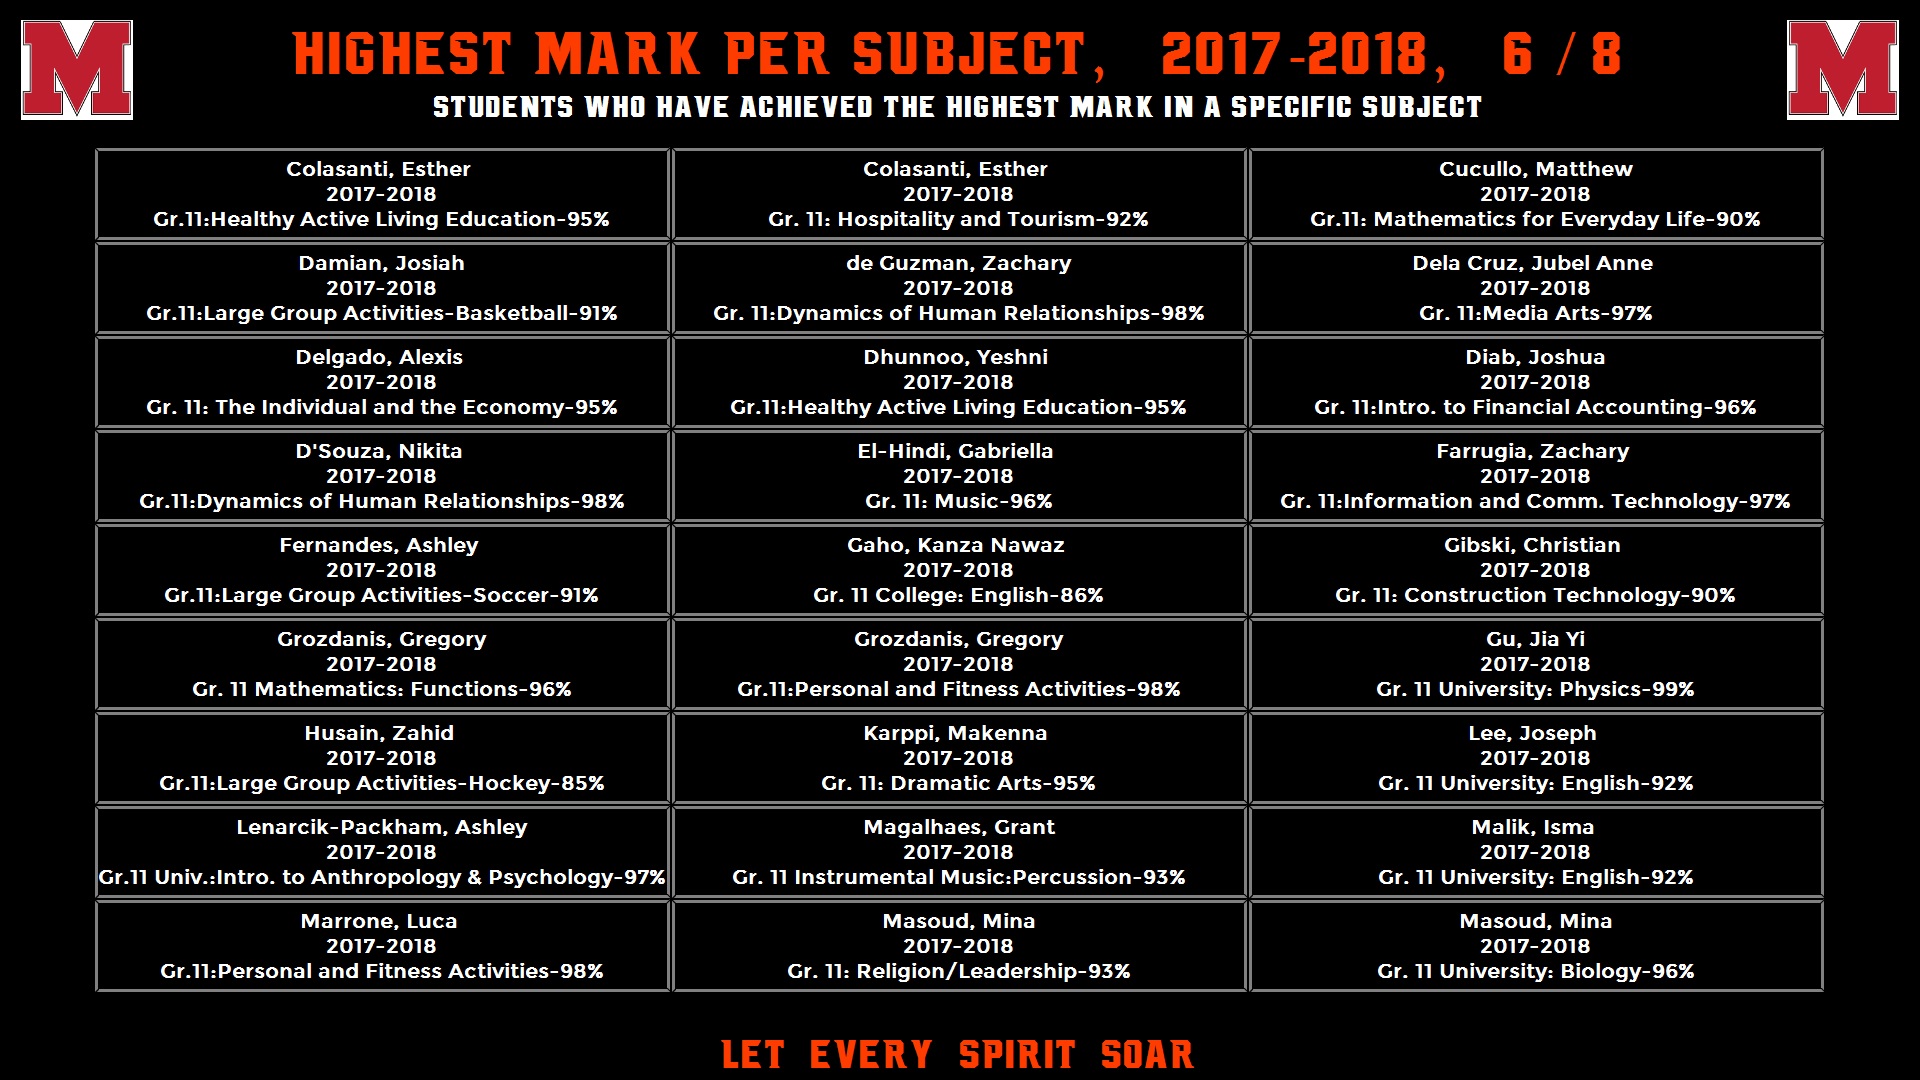 M
HIGHEST MARK PER SUBJECT, 2017-2018, 6 / 8
M
STUDENTS WHO HAVE ACHIEVED THE HIGHEST MARK IN A SPECIFIC SUBJECT
Colasanti, Esther
2017-2018
Gr.11:Healthy Active Living Education-95%
Colasanti, Esther
2017-2018
Gr. 11: Hospitality and Tourism-92%
Cucullo, Matthew
2017-2018
Gr.11: Mathematics for Everyday Life-90%
Damian, Josiah
2017-2018
Gr.11:Large Group Activities-Basketball-91%
de Guzman, Zachary
2017-2018
Gr. 11:Dynamics of Human Relationships-98%
Dela Cruz, Jubel Anne
2017-2018
Gr. 11:Media Arts-97%
Delgado, Alexis
2017-2018
Gr. 11: The Individual and the Economy-95%
Dhunnoo, Yeshni
2017-2018
Gr.11:Healthy Active Living Education-95%
Diab, Joshua
2017-2018
Gr. 11:Intro. to Financial Accounting-96%
D'Souza, Nikita
2017-2018
Gr.11:Dynamics of Human Relationships-98%
El-Hindi, Gabriella
2017-2018
Gr. 11: Music-96%
Farrugia, Zachary
2017-2018
Gr. 11:Information and Comm. Technology-97%
Fernandes, Ashley
2017-2018
Gr.11:Large Group Activities-Soccer-91%
Gaho, Kanza Nawaz
2017-2018
Gr. 11 College: English-86%
Gibski, Christian
2017-2018
Gr. 11: Construction Technology-90%
Grozdanis, Gregory
2017-2018
Gr. 11 Mathematics: Functions-96%
Grozdanis, Gregory
2017-2018
Gr.11:Personal and Fitness Activities-98%
Gu, Jia Yi
2017-2018
Gr. 11 University: Physics-99%
Husain, Zahid
2017-2018
Gr.11:Large Group Activities-Hockey-85%
Karppi, Makenna
2017-2018
Gr. 11: Dramatic Arts-95%
Lee, Joseph
2017-2018
Gr. 11 University: English-92%
Lenarcik-Packham, Ashley
2017-2018
Gr.11 Univ.:Intro. to Anthropology & Psychology-97%
Magalhaes, Grant
2017-2018
Gr. 11 Instrumental Music:Percussion-93%
Malik, Isma
2017-2018
Gr. 11 University: English-92%
Marrone, Luca
2017-2018
Gr.11:Personal and Fitness Activities-98%
Masoud, Mina
2017-2018
Gr. 11: Religion/Leadership-93%
Masoud, Mina
2017-2018
Gr. 11 University: Biology-96%
LET EVERY SPIRIT SOAR